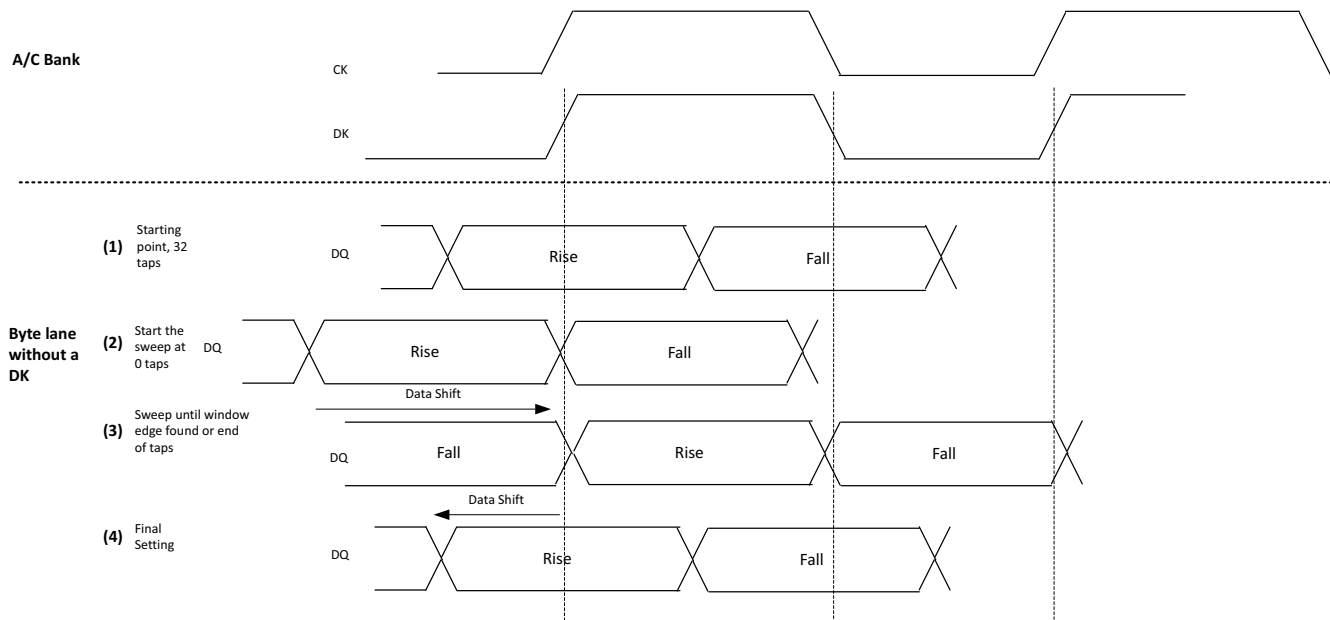 A/C Bank
CK
DK
(1)
Starting
point, 32
taps
DQ
Rise
Fall
Byte lane
without a
DK
(2)
Start the
sweep at
0 taps
DQ
Rise
Fall
Data Shift
(3)
Sweep until window
edge found or end
of taps
DQ
Fall
Rise
Fall
Data Shift
(4)
Final
Setting
DQ
Rise
Fall